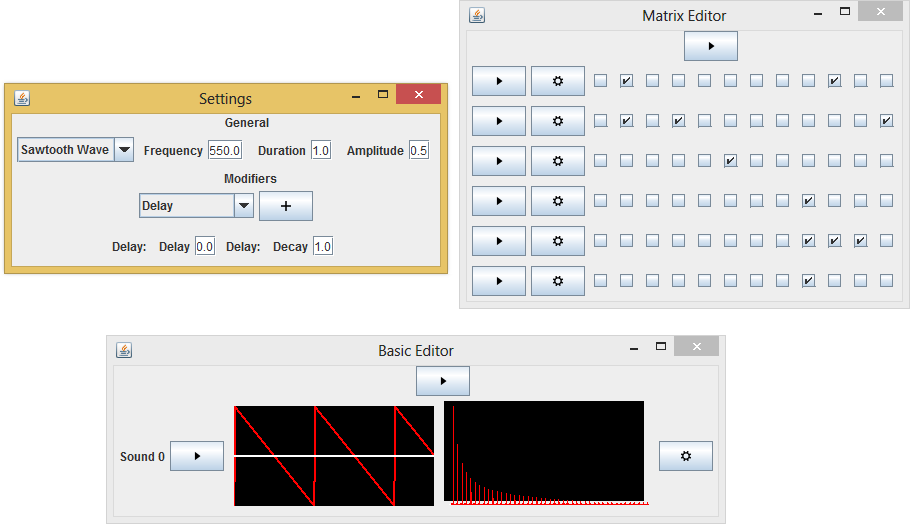 Matrix Editor
Settings
General
Sawtooth Wave Frequency 550.0 Duration 1.0 Amplitude 0.5
Modifiers
Delay +
Delay: Delay 0.0 Delay: Decay 1.0
Basic Editor
Sound 0